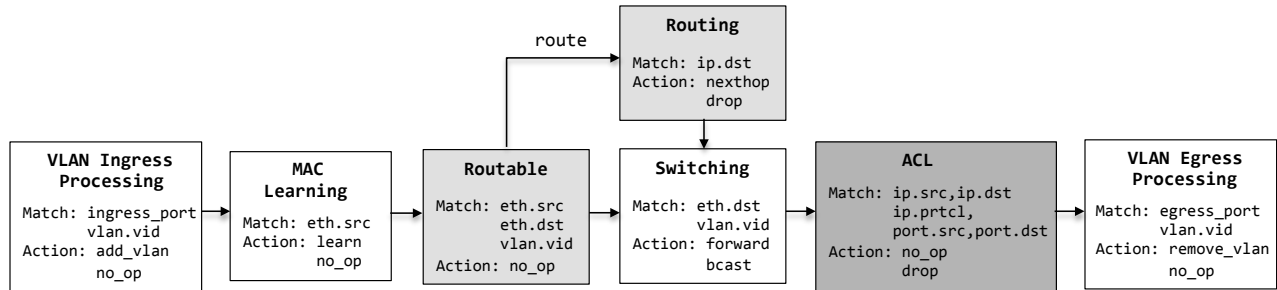 route
Routing
Match: ip.dst
Action: nexthop
drop
VLAN Ingress
Processing
Match: ingress_port
vlan.vid
Action: add_vlan
no_op
MAC
Learning
Match: eth.src
Action: learn
no_op
Routable
Match: eth.src
eth.dst
vlan.vid
Action: no_op
Switching
Match: eth.dst
vlan.vid
Action: forward
bcast
ACL
Match: ip.src,ip.dst
ip.prtcl,
port.src,port.dst
Action: no_op
drop
VLAN Egress
Processing
Match: egress_port
vlan.vid
Action: remove_vlan
no_op